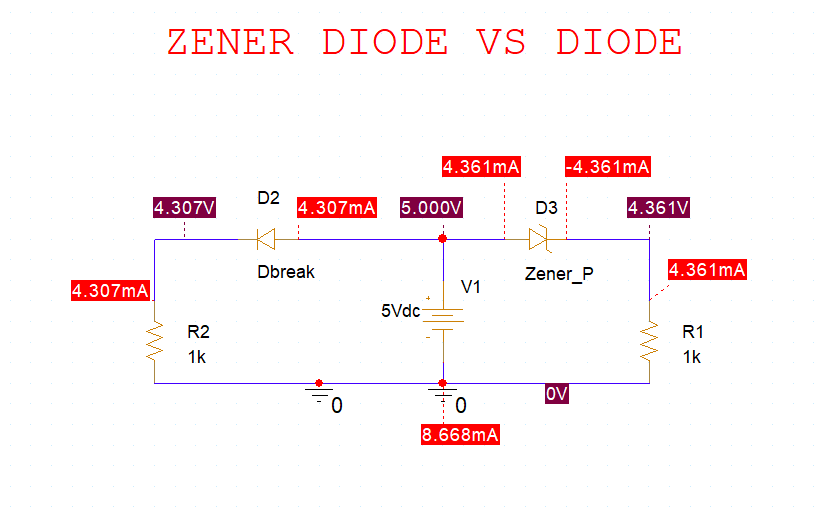 ZENER DIODE VS DIODE
4.361mA
-4.361mA
D2
4.307V
4.307mA
5.000V
D3
4.361V
Dbreak
Zener_P
4.361mA
4.307mA
V1
+
5Vdc
-
R2
1k
R1
1k
0
0
0V
8.668mA